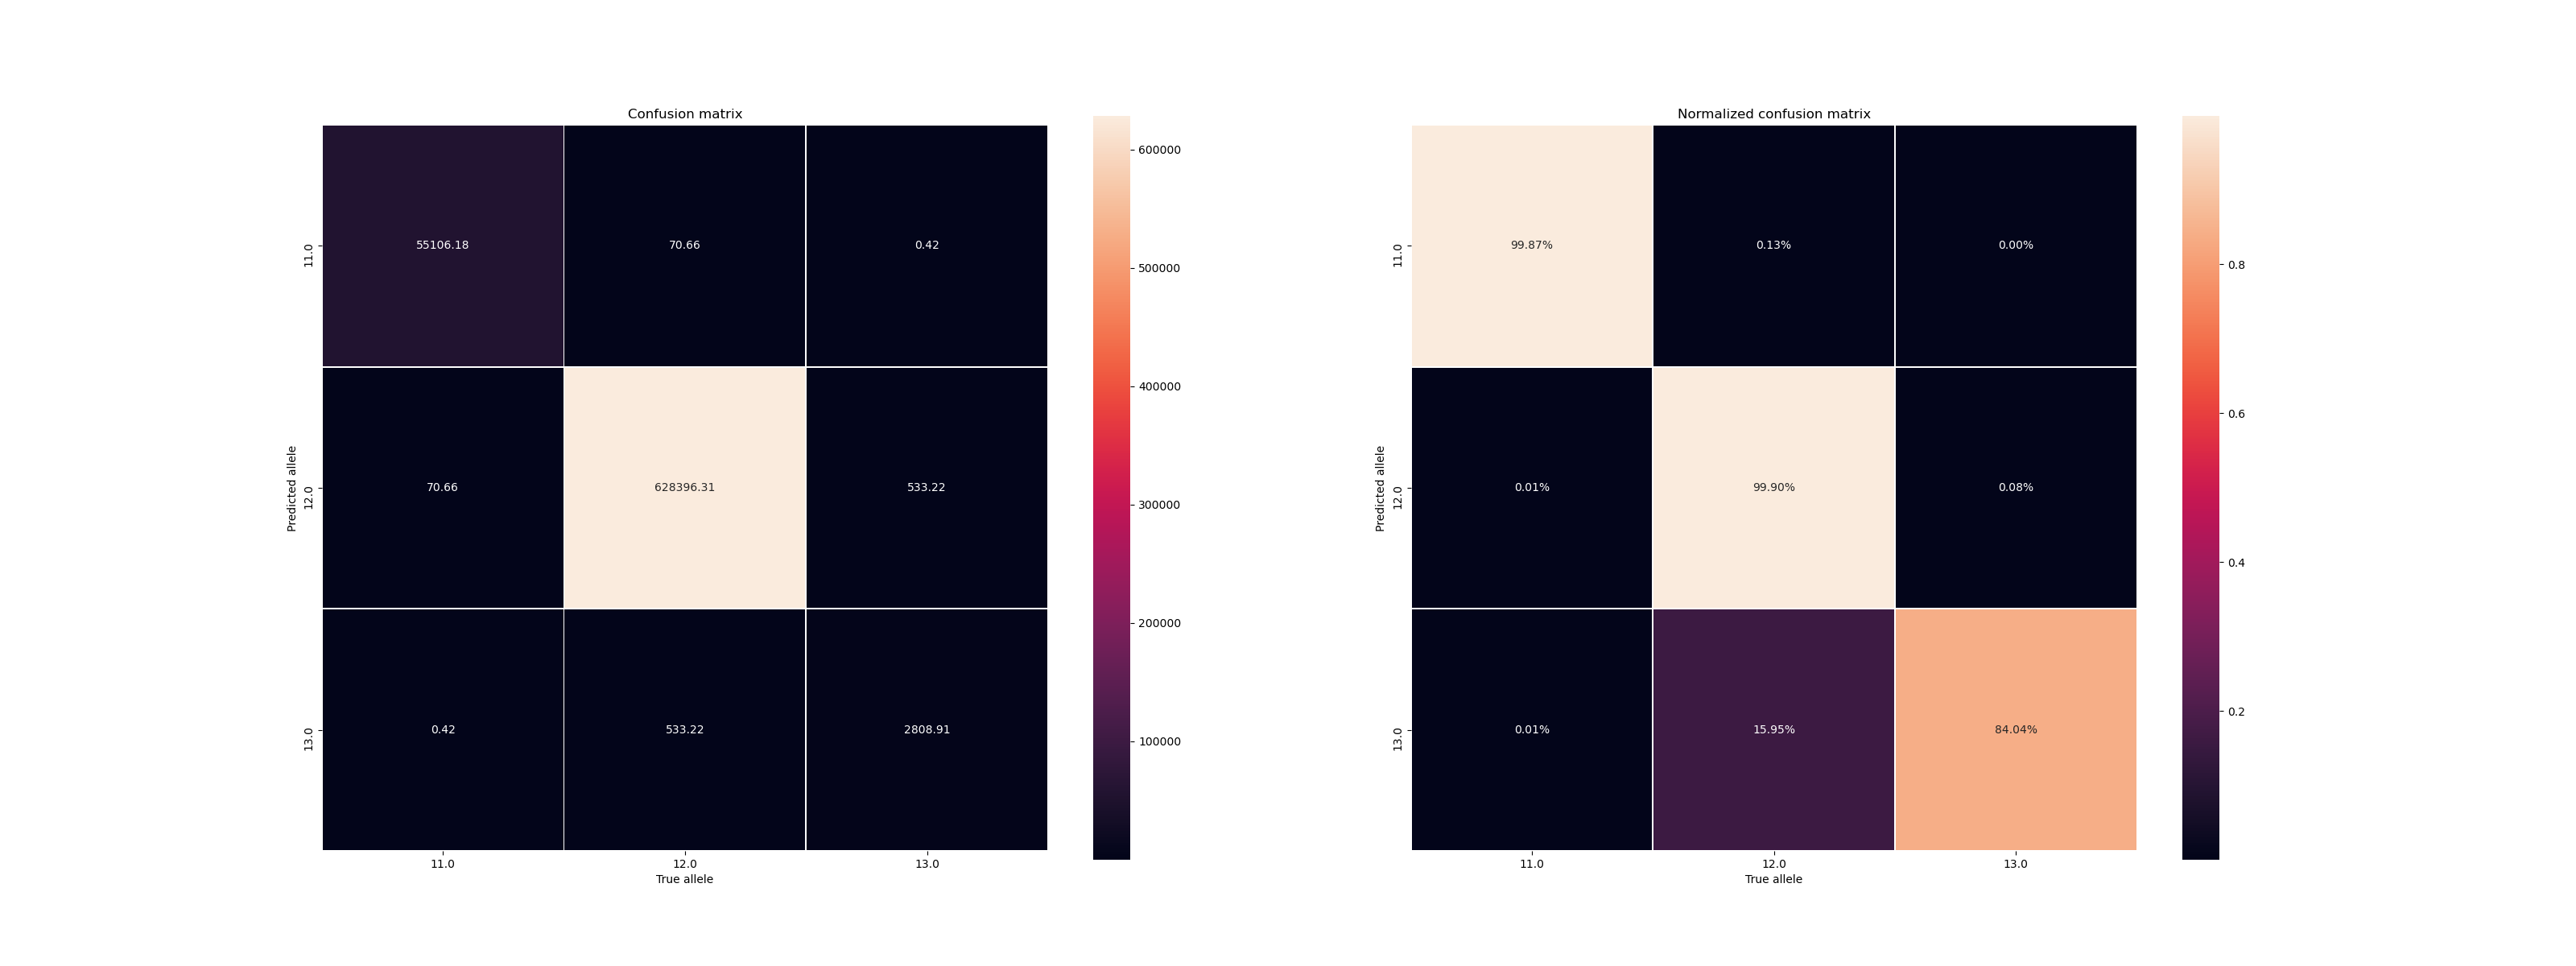 Confusion matrix
Predicted allele
11.0
12.0
13.0
55106.18 70.66 0.42
70.66 628396.31 533.22
0.42 533.22 2808.91
11.0 12.0 13.0
True allele
600000
500000
400000
300000
200000
100000
Normalized confusion matrix
Predicted allele
11.0
12.0
13.0
99.87% 0.13% 0.00%
0.01% 99.90% 0.08%
0.01% 15.95% 84.04%
11.0 12.0 13.0
True allele
0.8
0.6
0.4
0.2